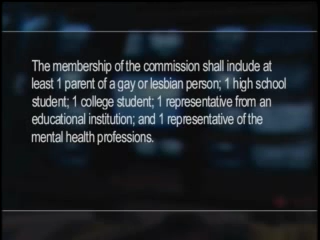 The membership of the commission shall include at
least 1 parent of a gay or lesbian person; 1 high school
student; 1 college student; 1 representative from an
educational institution; and 1 representative of the
mental health professions.